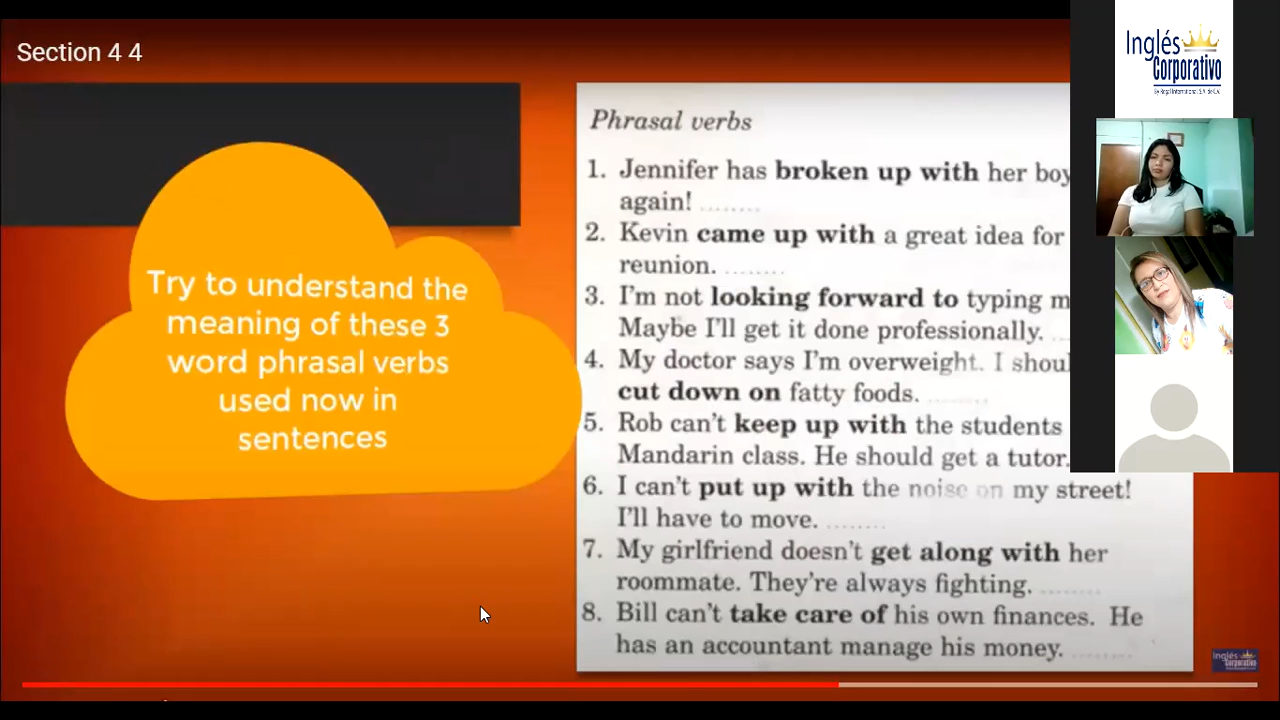 Section 4 4
Try to understand the
meaning of these 3
word phrasal verbs
used now in
sentences
Phrasal verbs
1. Jennifer has broken up with her boy
again! ........
2. Kevin came up with a great idea for
reunion. ........
3. I'm not looking forward to typing m
Maybe I'll get it done professionally. ..
4. My doctor says I'm overweight. I shoul
cut down on fatty foods. ........
5. Rob can't keep up with the students
Mandarin class. He should get a tutor.
6. I can't put up with the noise on my street!
I'll have to move. ........
7. My girlfriend doesn't get along with her
roommate. They're always fighting. ........
8. Bill can't take care of his own finances. He
has an accountant manage his money. ........
Inglés
Corporativo
By Regal International S.A. de C.V.
Inglés
Corporativo